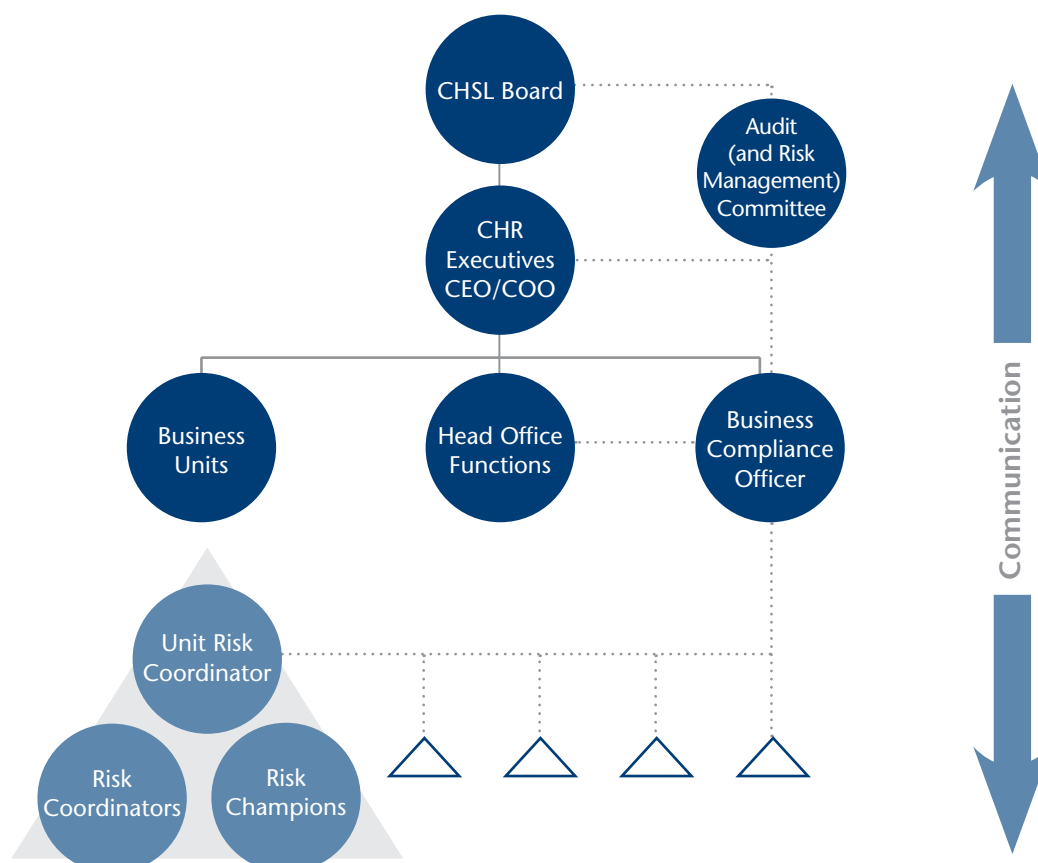 CHSL Board
Audit
(and Risk
Management)
Committee
CHR
Executives
CEO/COO
Business
Units
Head Office
Functions
Business
Compliance
Officer
Communication
Unit Risk
Coordinator
Risk
Coordinators
Risk
Champions